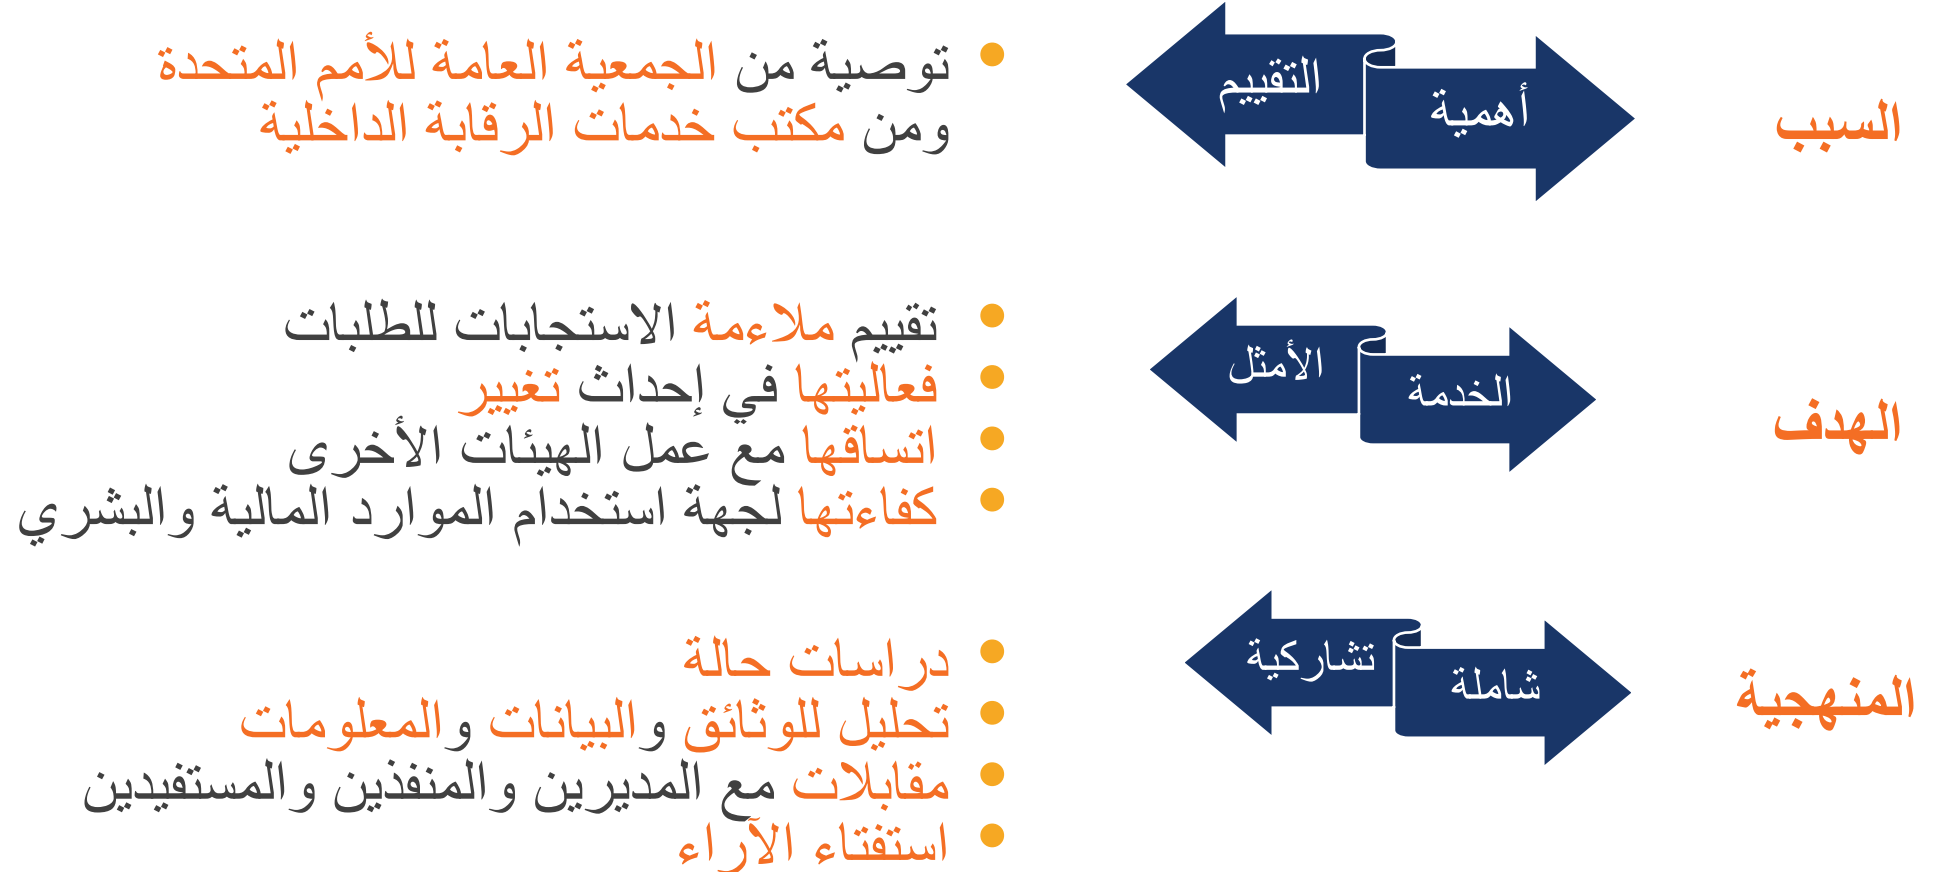 السبب
أهمية
التقييم
توصية من الجمعية العامة للأمم المتحدة
ومن مكتب خدمات الرقابة الداخلية
الهدف
الخدمة
الأمثل
تقييم ملاءمة الاستجابات للطلبات
فعاليتها في إحداث تغيير
اتساقها مع عمل الهيئات الأخرى
كفاءتها لجهة استخدام الموارد المالية والبشري
المنهجية
شاملة
تشاركية
دراسات حالة
تحليل للوثائق والبيانات والمعلومات
مقابلات مع المديرين والمنفذين والمستفيدين
استفتاء الآراء